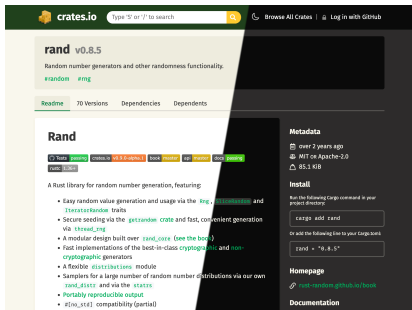 crates.io
Type 'S' or '/' to search
Browse All Crates | Log in with GitHub
rand v0.8.5
Random number generators and other randomness functionality.
#random #rng
Readme
70 Versions
Dependencies
Dependents
Rand
Tests passing crates.io book master api master docs passing
rustc
A Rust library for random number generation, featuring:
• Easy random value generation and usage via the Rng, SliceRandom and
IteratorRandom traits
• Secure seeding via the getrandom crate and fast, convenient generation
via thread_rng
• A modular design built over rand_core (see the book)
• Fast implementations of the best-in-class cryptographic and non-
cryptographic generators
• A flexible distributions module
• Samplers for a large number of random number distributions via our own
rand_distr and via the statrs
• Portably reproducible output
• #[no_std] compatibility (partial)
Metadata
over 2 years ago
MIT or Apache-2.0
85.1 KiB
Install
Run the following Cargo command in your
project directory:
cargo add rand
Or add the following line to your Cargo.toml:
rand = "0.8.5"
Homepage
rust-random.github.io/book
Documentation